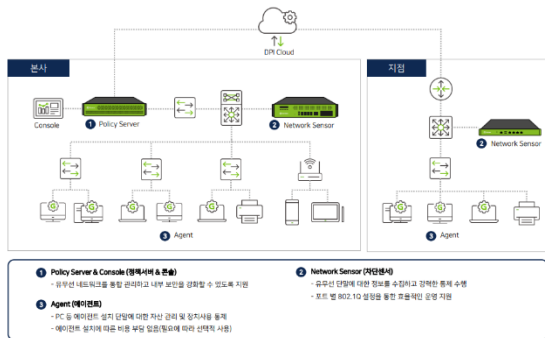 DPI Cloud
본사
지점
Console
1 Policy Server
2 Network Sensor
2 Network Sensor
3 Agent
3 Agent
1 Policy Server & Console (정책서버 & 콘솔)
- 유무선 네트워크를 통합 관리하고 내부 보안을 강화할 수 있도록 지원
2 Network Sensor (차단센서)
- 유무선 단말에 대한 정보를 수집하고 강력한 통제 수행
- 포트 별 802.1Q 설정을 통한 효율적인 운영 지원
3 Agent (에이전트)
- PC 등 에이전트 설치 단말에 대한 자산 관리 및 장치사용 통제
- 에이전트 설치에 따른 비용 부담 없음(필요에 따라 선택적 사용)